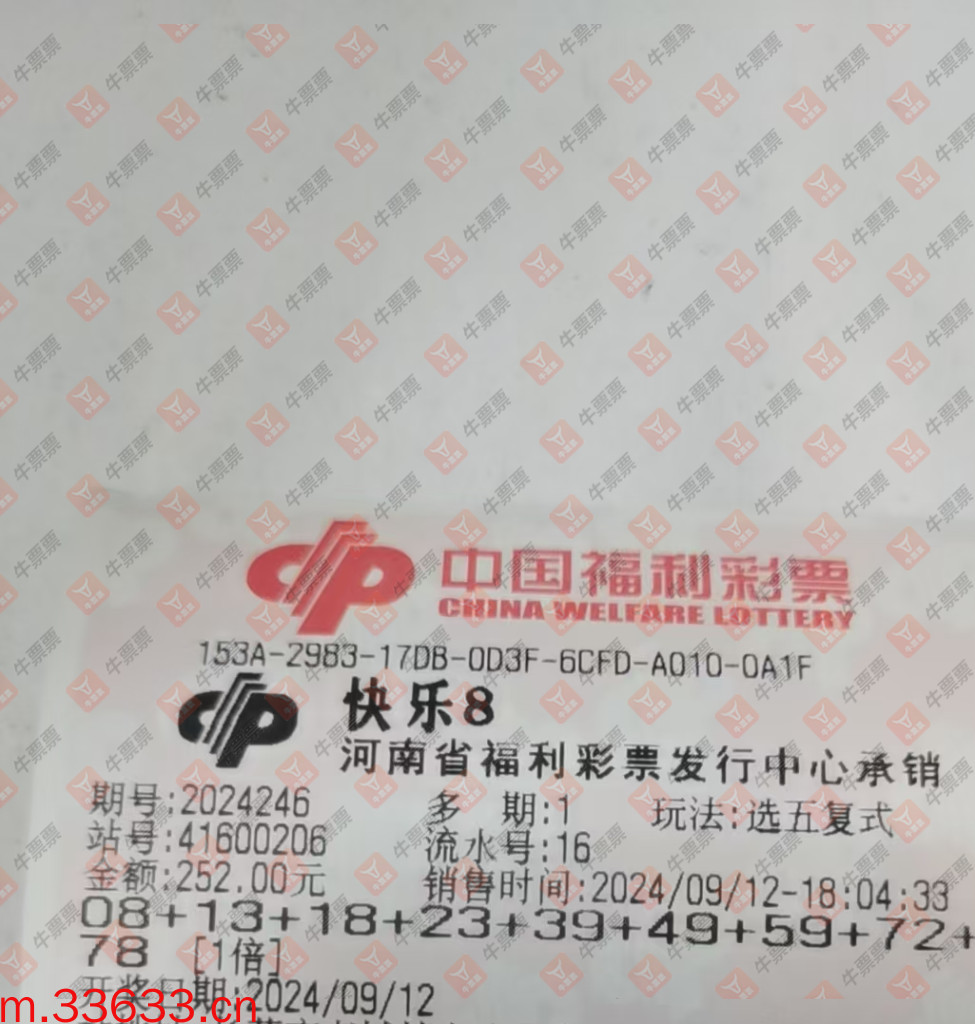 中国福利彩票
CHINA WELFARE LOTTERY
153A-2983-17DB-0D3F-6CFD-A010-0A1F
快乐8
河南省福利彩票发行中心承销
期号:2024246 多 期:1 玩法:选五复式
站号:41600206 流水号:16
金额:252.00元 销售时间:2024/09/12-18:04:33
08+13+18+23+39+49+59+72+
78 [1倍]
开奖日期:2024/09/12
m.33633.cn
牛票票